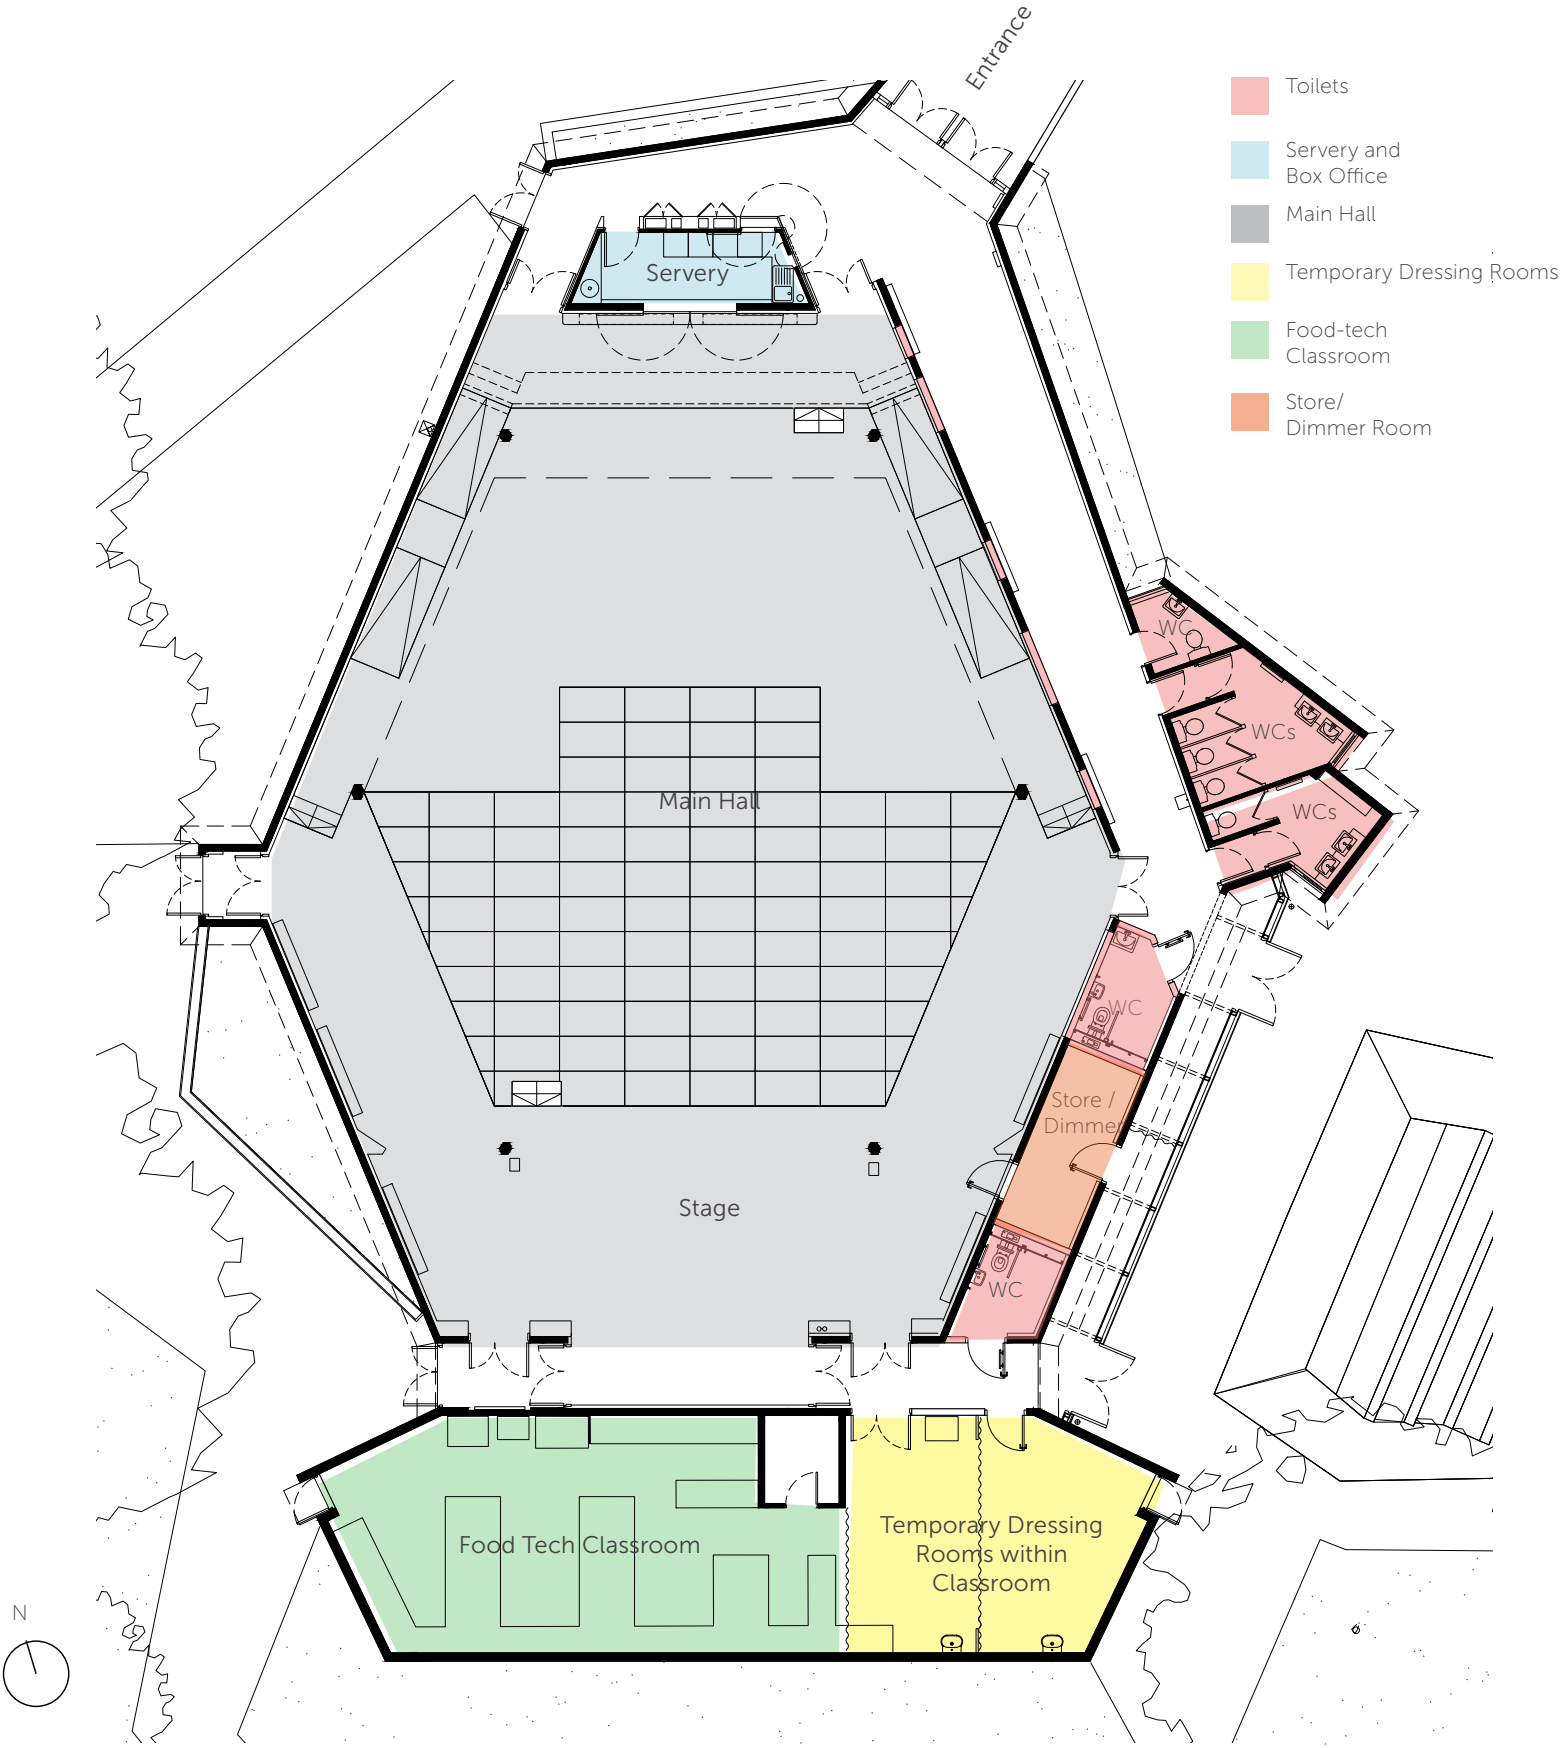 Entrance
Toilets
Servery and
Box Office
Main Hall
Temporary Dressing Rooms
Food-tech
Classroom
Store/
Dimmer Room
Servery
WC
WCs
Main Hall
WCs
WC
Store /
Dimmer
Stage
WC
Food Tech Classroom
Temporary Dressing
Rooms within
Classroom
N